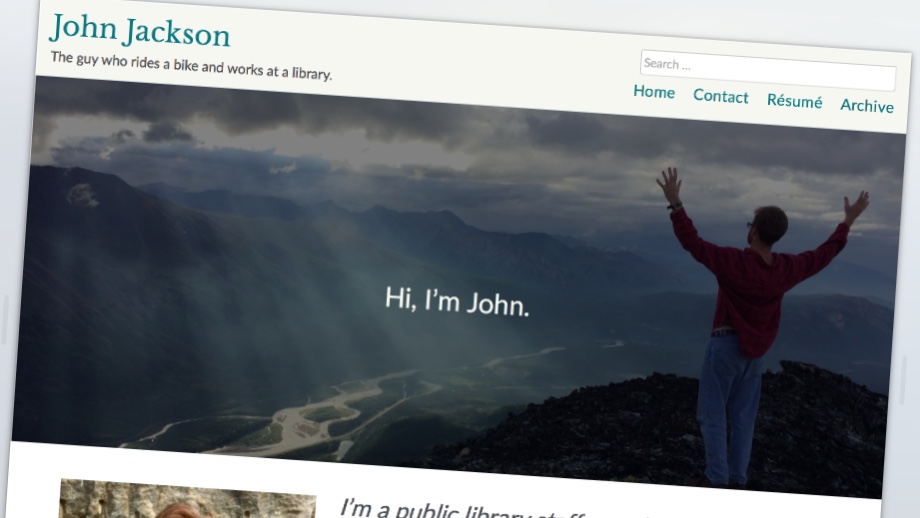 John Jackson
The guy who rides a bike and works at a library.
Search ...
Home Contact Résumé Archive
Hi, I'm John.
I'm a public library